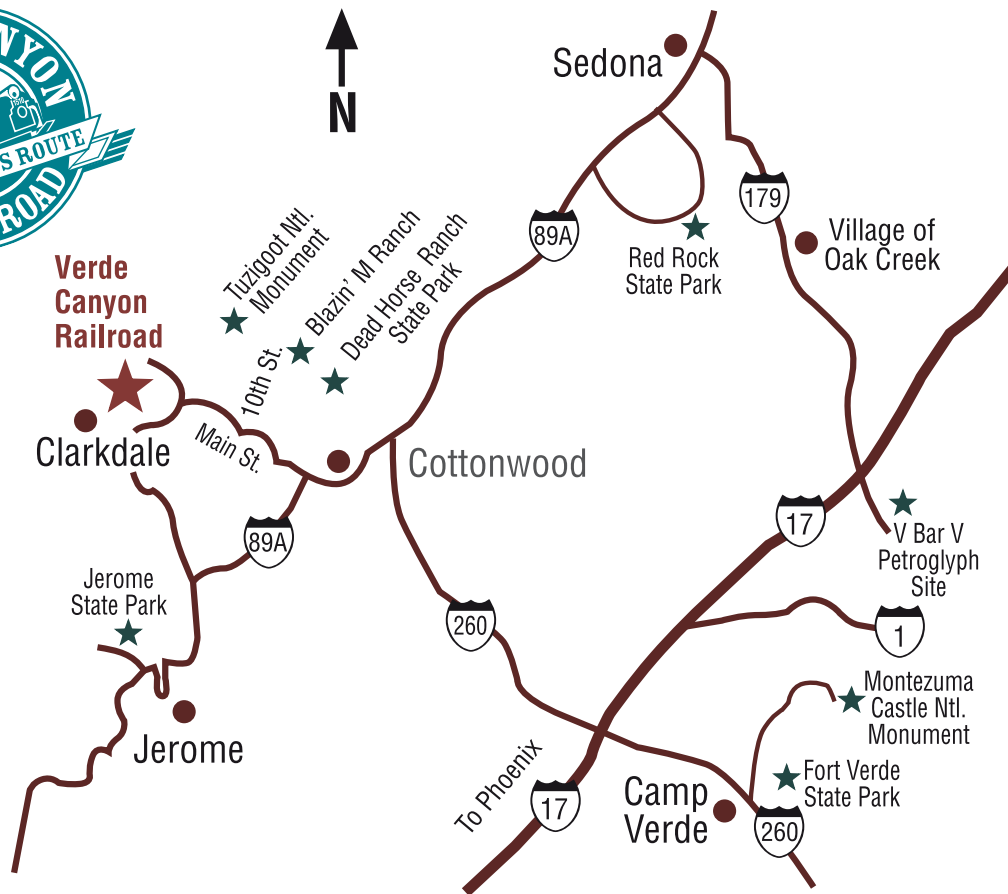 NYON
1510
S ROUTE
ROAD
N
Sedona
179
89A
Village of
Oak Creek
Red Rock
State Park
Tuzigoot Ntl.
Monument
Blazin' M Ranch
Dead Horse Ranch
State Park
Verde
Canyon
Railroad
10th St.
Main St.
Clarkdale
Cottonwood
89A
17
V Bar V
Petroglyph
Site
Jerome
State Park
260
1
Montezuma
Castle Ntl.
Monument
Jerome
To Phoenix
17
Camp
Verde
Fort Verde
State Park
260